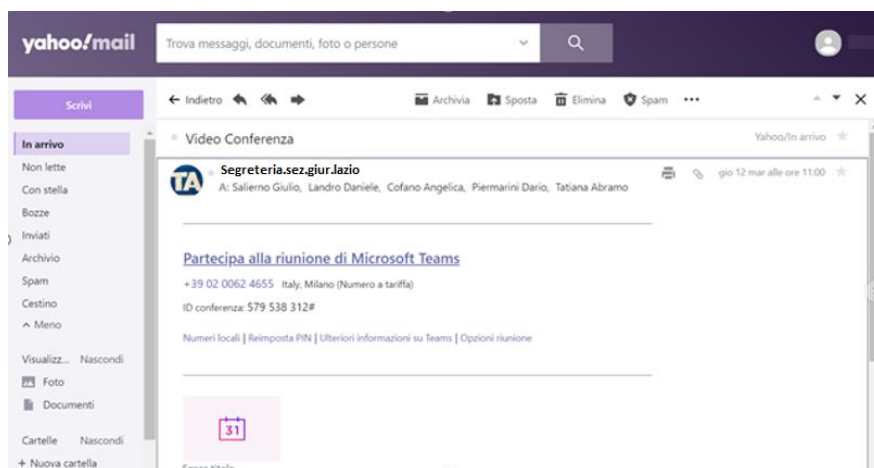 yahoo!mail
Trova messaggi, documenti, foto o persone
Scrivi
Indietro Archivia Sposta Elimina Spam •••
In arrivo
Non lette
Con stella
Bozze
Inviati
Archivio
Spam
Cestino
Meno
Visualizz... Nascondi
Foto
Documenti
Cartelle Nascondi
+ Nuova cartella
Video Conferenza Yahoo/In arrivo
TA
Segreteria.sez.giur.lazio gio 12 mar alle ore 11:00
A: Salierno Giulio, Landro Daniele, Cofano Angelica, Piermarini Dario, Tatiana Abramo
Partecipa alla riunione di Microsoft Teams
+39 02 0062 4655 Italy, Milano (Numero a tariffa)
ID conferenza: 579 538 312#
Numeri locali | Reimposta PIN | Ulteriori informazioni su Teams | Opzioni riunione
31
Senza titolo